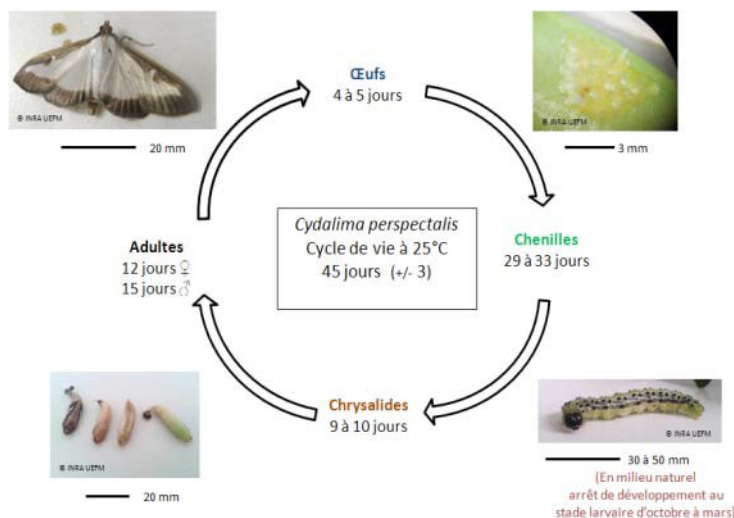 © INRA UEFM
20 mm
Œufs
4 à 5 jours
© INRA UEFM
3 mm
Cydalima perspectalis
Cycle de vie à 25°C
45 jours (+/- 3)
Adultes
12 jours ♀
15 jours ♂
Chenilles
29 à 33 jours
© INRA UEFM
20 mm
Chrysalides
9 à 10 jours
© INRA UEFM
30 à 50 mm
(En milieu naturel
arrêt de développement au
stade larvaire d'octobre à mars)